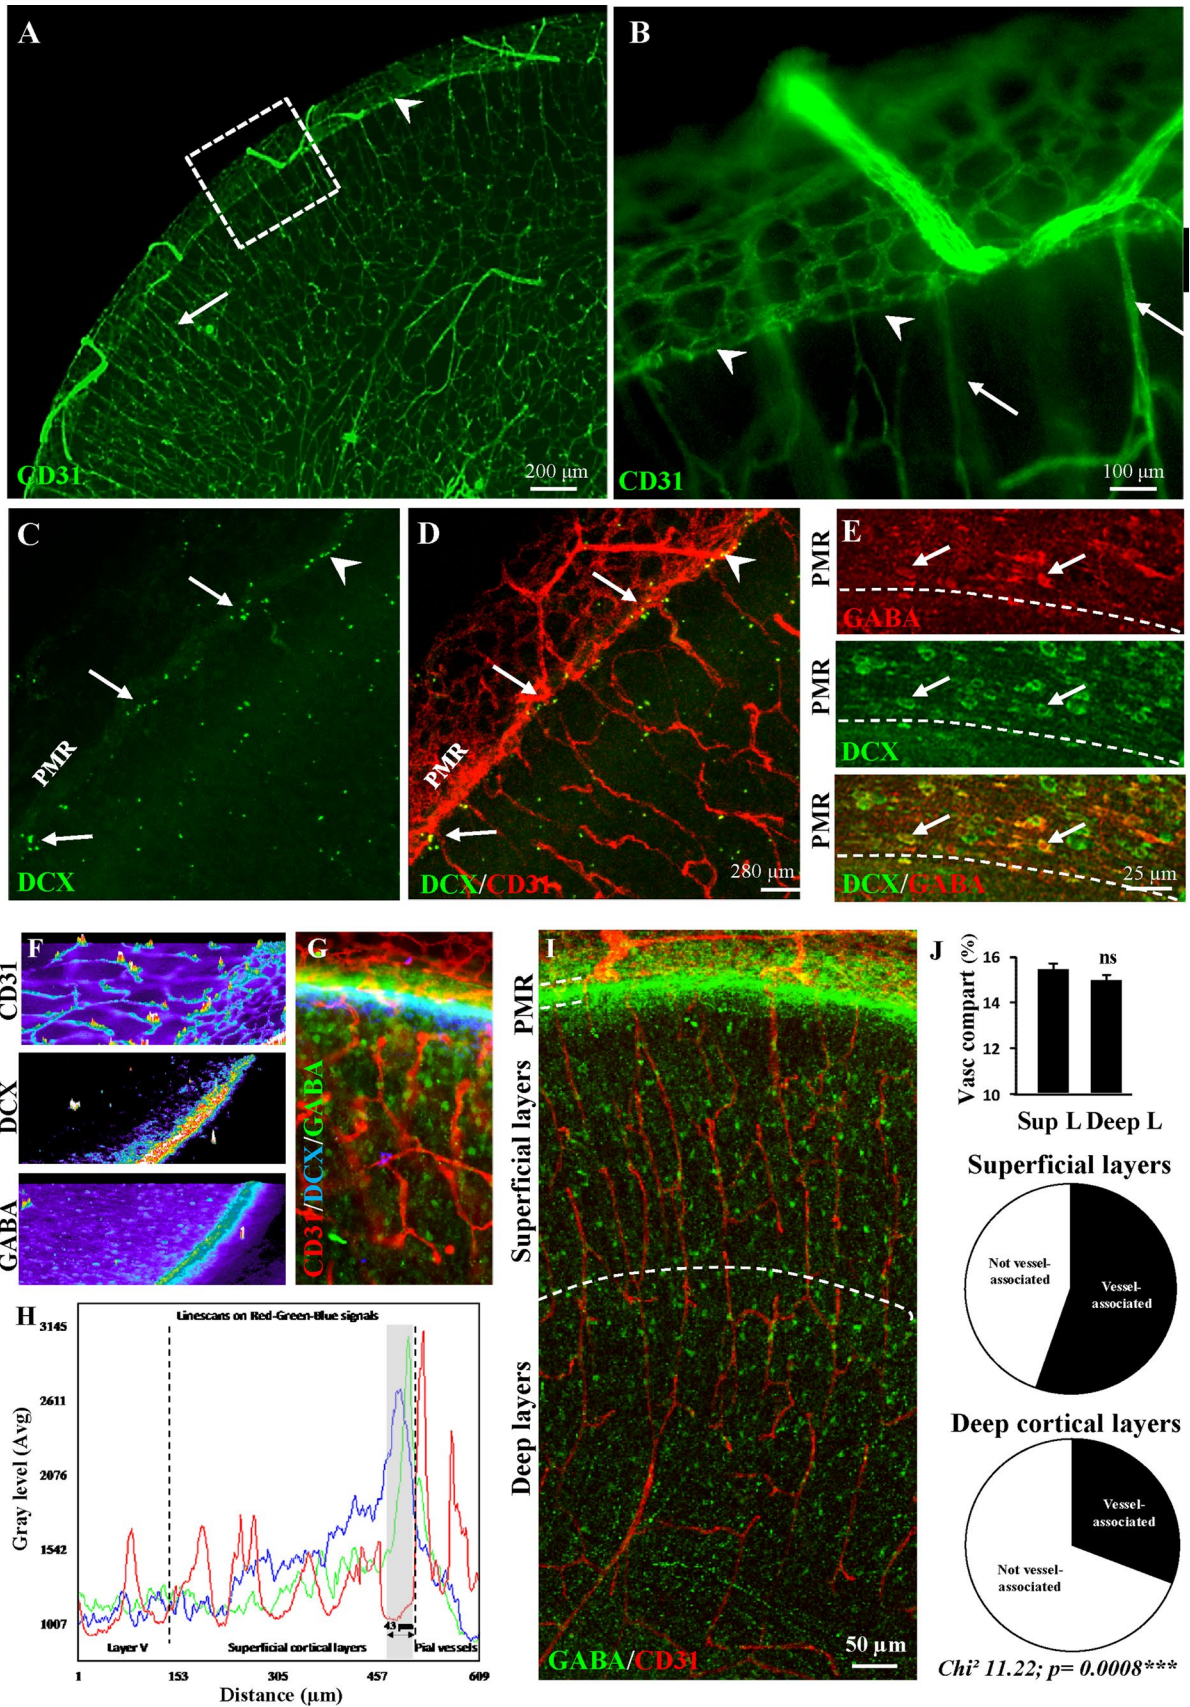 A
CD31
200 µm
B
CD31
100 µm
C
PMR
DCX
D
PMR
DCX/CD31
280 µm
E
PMR
GABA
PMR
DCX
PMR
DCX/GABA
25 µm
F
CD31
DCX
GABA
G
CD31/DCX/GABA
H
Linescans on Red-Green-Blue signals
Gray level (Avg)
3145
2611
2076
1542
1007
43 µm
Layer V
Superficial cortical layers
Pial vessels
1
153
305
457
609
Distance (µm)
I
PMR
Superficial layers
Deep layers
GABA/CD31
50 µm
J
Vasc compart (%)
16
14
12
10
ns
Sup L
Deep L
Superficial layers
Not vessel-
associated
Vessel-
associated
Deep cortical layers
Vessel-
associated
Not vessel-
associated
Chi² 11.22; p= 0.0008***